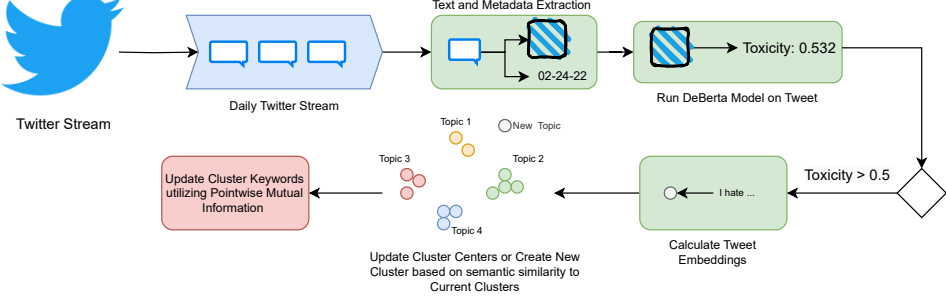 Text and Metadata Extraction
02-24-22
Toxicity: 0.532
Twitter Stream
Daily Twitter Stream
Run DeBerta Model on Tweet
Topic 1
New Topic
Topic 3
Topic 2
Topic 4
Toxicity > 0.5
I hate ...
Update Cluster Keywords
utilizing Pointwise Mutual
Information
Calculate Tweet
Embeddings
Update Cluster Centers or Create New
Cluster based on semantic similarity to
Current Clusters